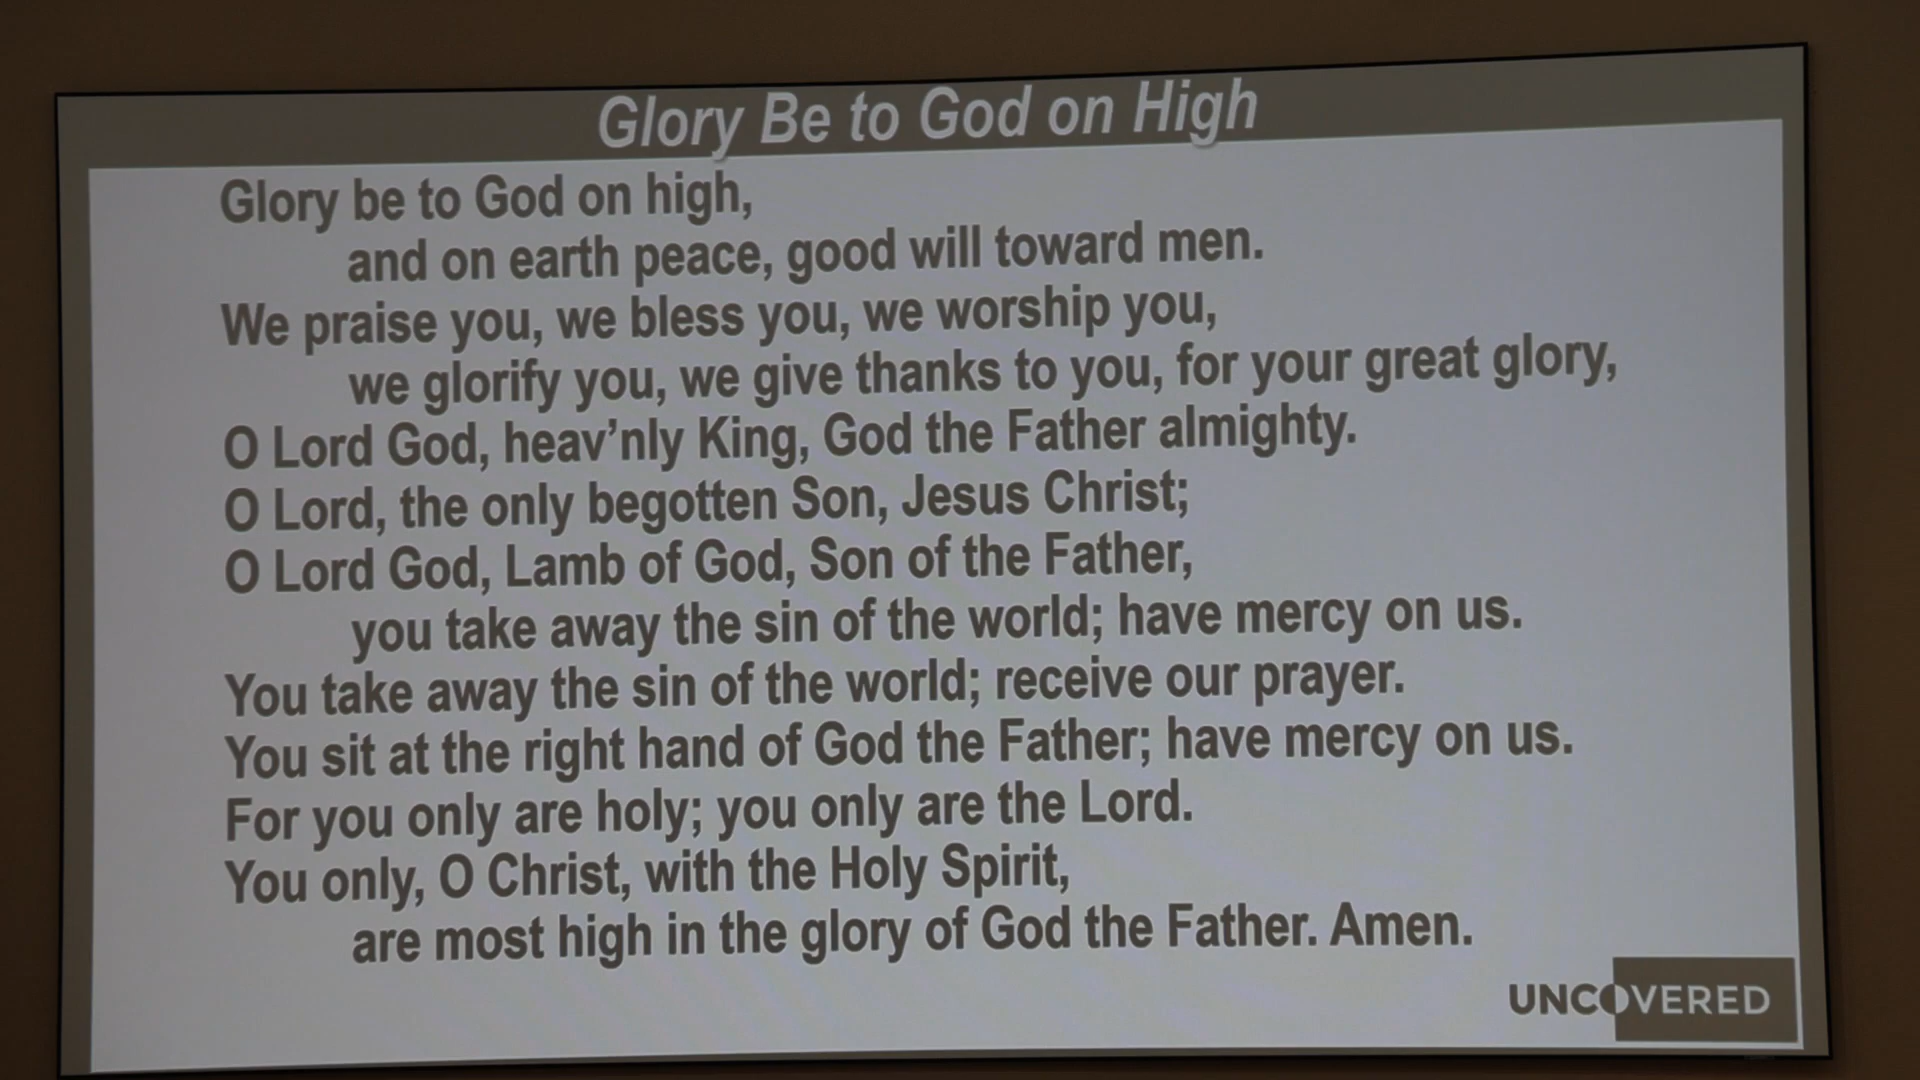 Glory Be to God on High
Glory be to God on high,
and on earth peace, good will toward men.
We praise you, we bless you, we worship you,
we glorify you, we give thanks to you, for your great glory,
O Lord God, heav’nly King, God the Father almighty.
O Lord, the only begotten Son, Jesus Christ;
O Lord God, Lamb of God, Son of the Father,
you take away the sin of the world; have mercy on us.
You take away the sin of the world; receive our prayer.
You sit at the right hand of God the Father; have mercy on us.
For you only are holy; you only are the Lord.
You only, O Christ, with the Holy Spirit,
are most high in the glory of God the Father. Amen.
UNCOVERED